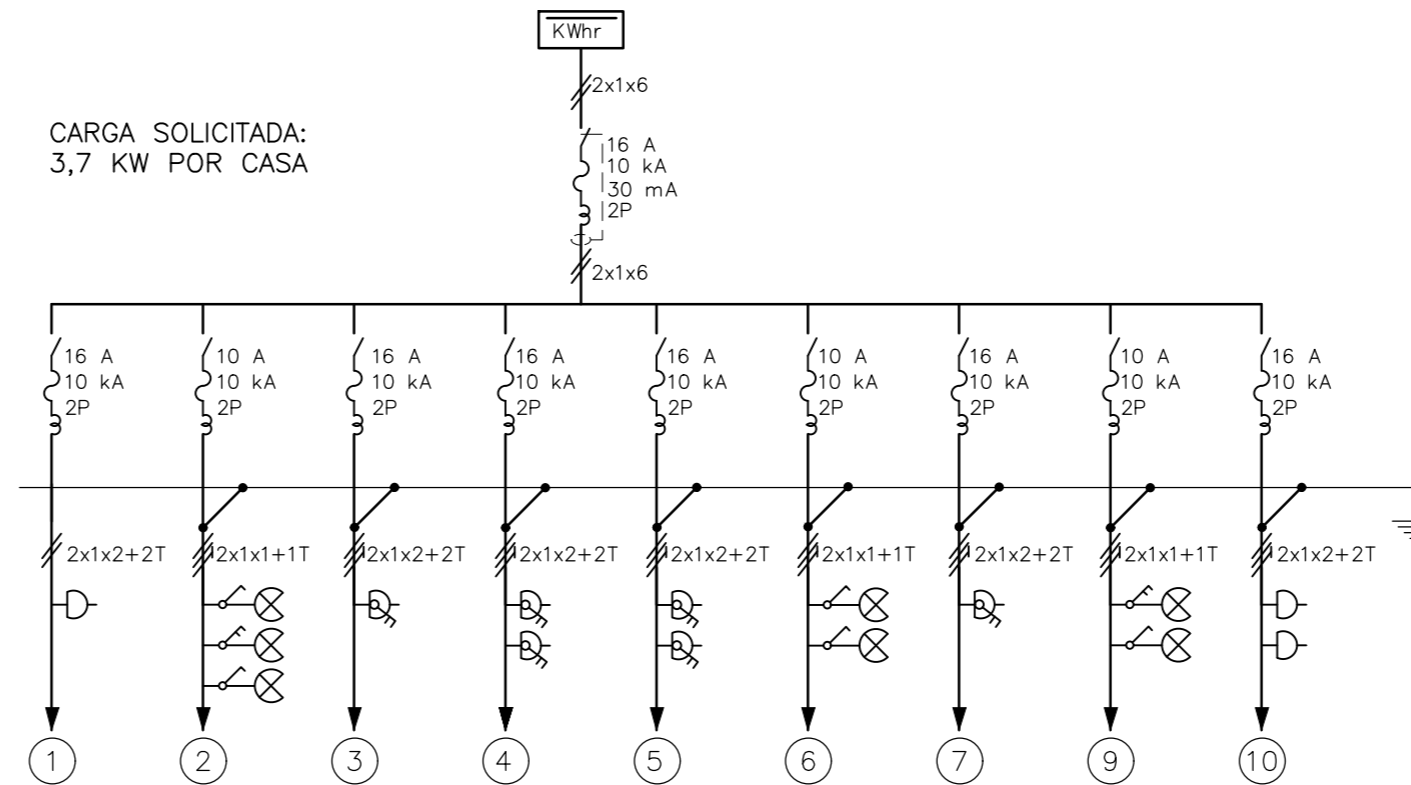 KWhr
2x1x6
CARGA SOLICITADA:
3,7 KW POR CASA
16 A
10 kA
30 mA
2P
2x1x6
16 A
10 kA
2P
10 A
10 kA
2P
16 A
10 kA
2P
16 A
10 kA
2P
16 A
10 kA
2P
10 A
10 kA
2P
16 A
10 kA
2P
10 A
10 kA
2P
16 A
10 kA
2P
2x1x2+2T
2x1x1+1T
2x1x2+2T
2x1x2+2T
2x1x2+2T
2x1x1+1T
2x1x2+2T
2x1x1+1T
2x1x2+2T
1
2
3
4
5
6
7
9
10